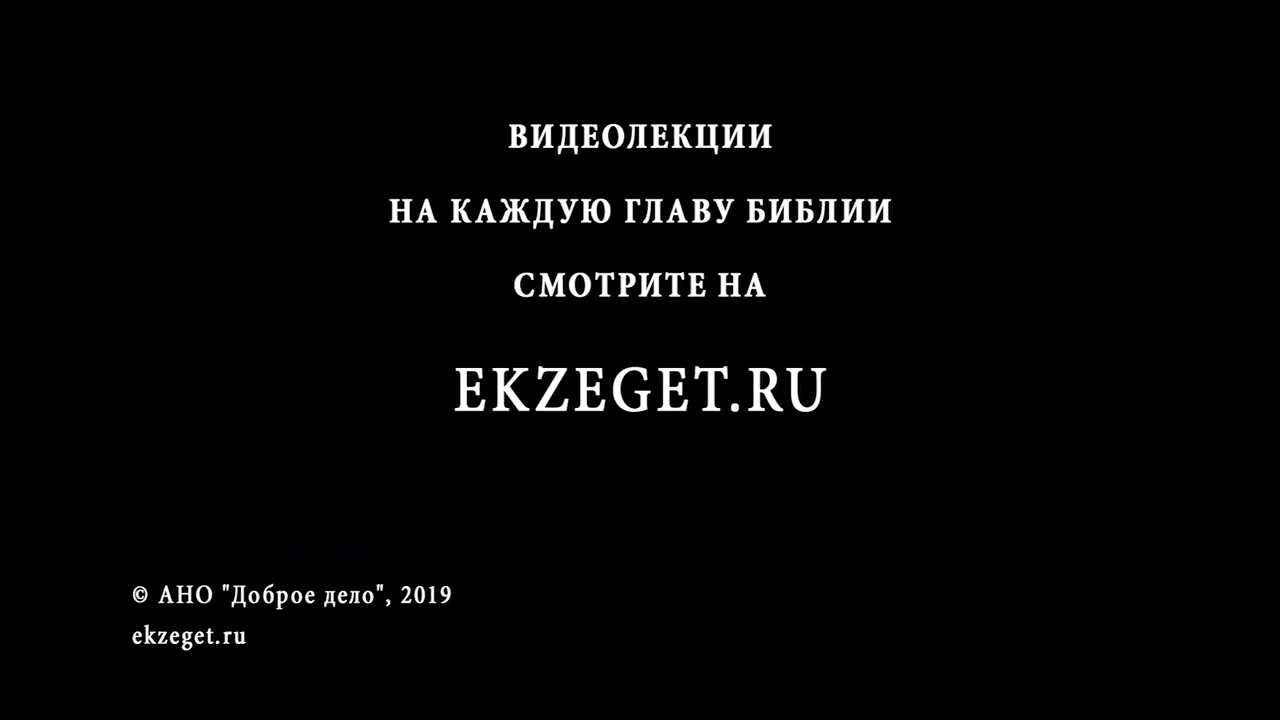 ВИДЕОЛЕКЦИИ
НА КАЖДУЮ ГЛАВУ БИБЛИИ
СМОТРИТЕ НА
EKZEGET.RU
© АНО "Доброе дело", 2019
ekzeget.ru